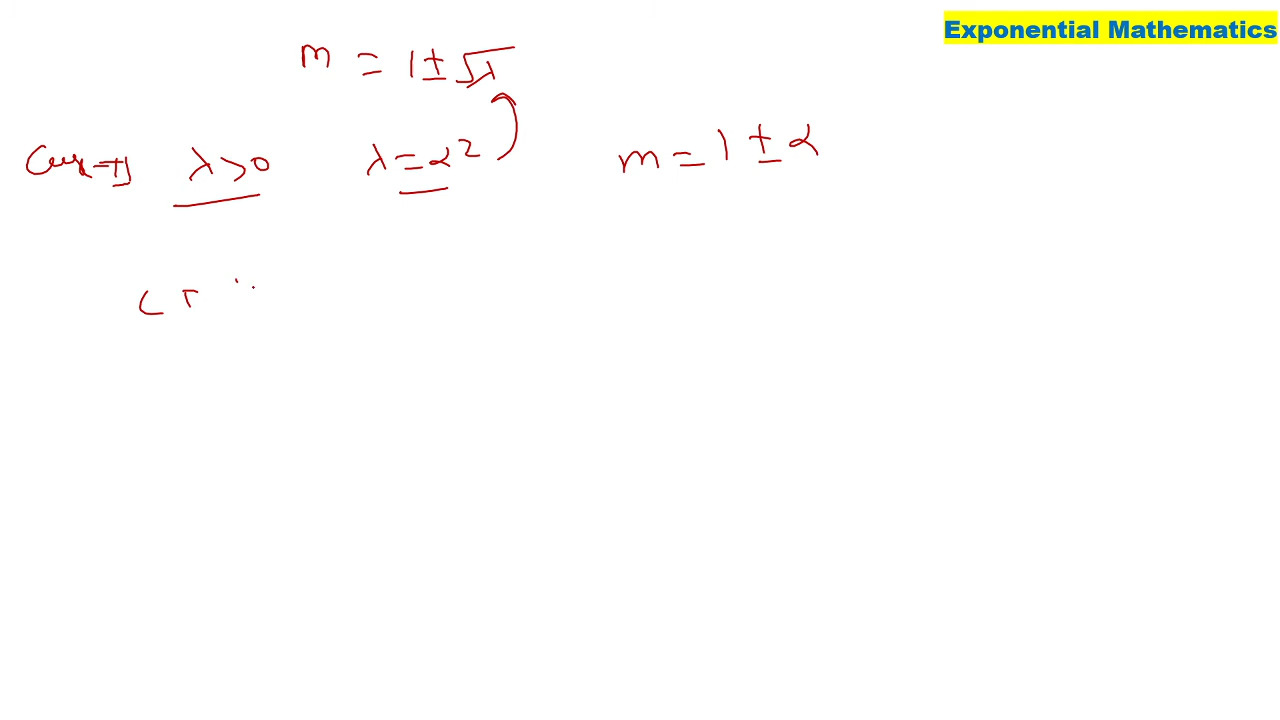 Exponential Mathematics
m = 1 ± √λ
Case-I λ>0 λ = α² m = 1 ± α